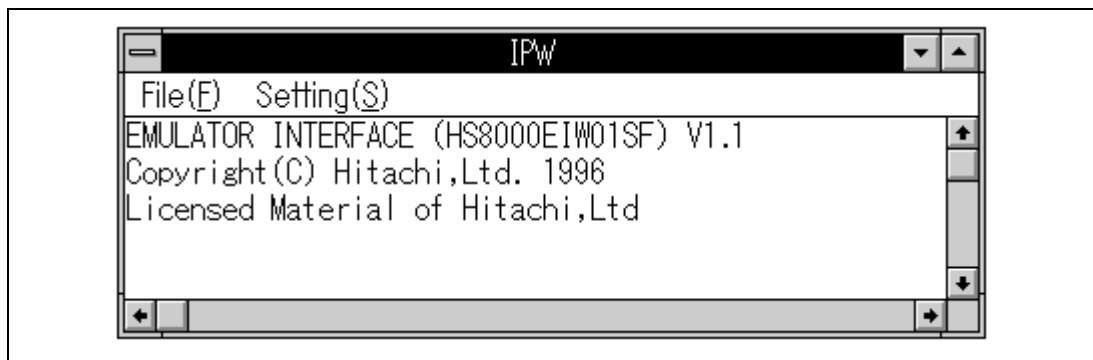 IPW
File(F) Setting(S)
EMULATOR INTERFACE (HS8000EIW01SF) V1.1
Copyright(C) Hitachi,Ltd. 1996
Licensed Material of Hitachi,Ltd